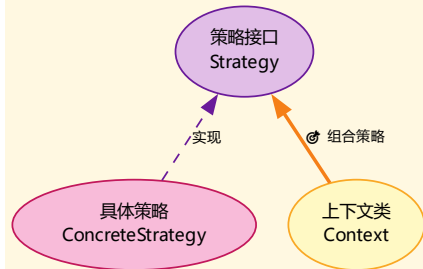 策略接口
Strategy
实现
🎯 组合策略
具体策略
ConcreteStrategy
上下文类
Context